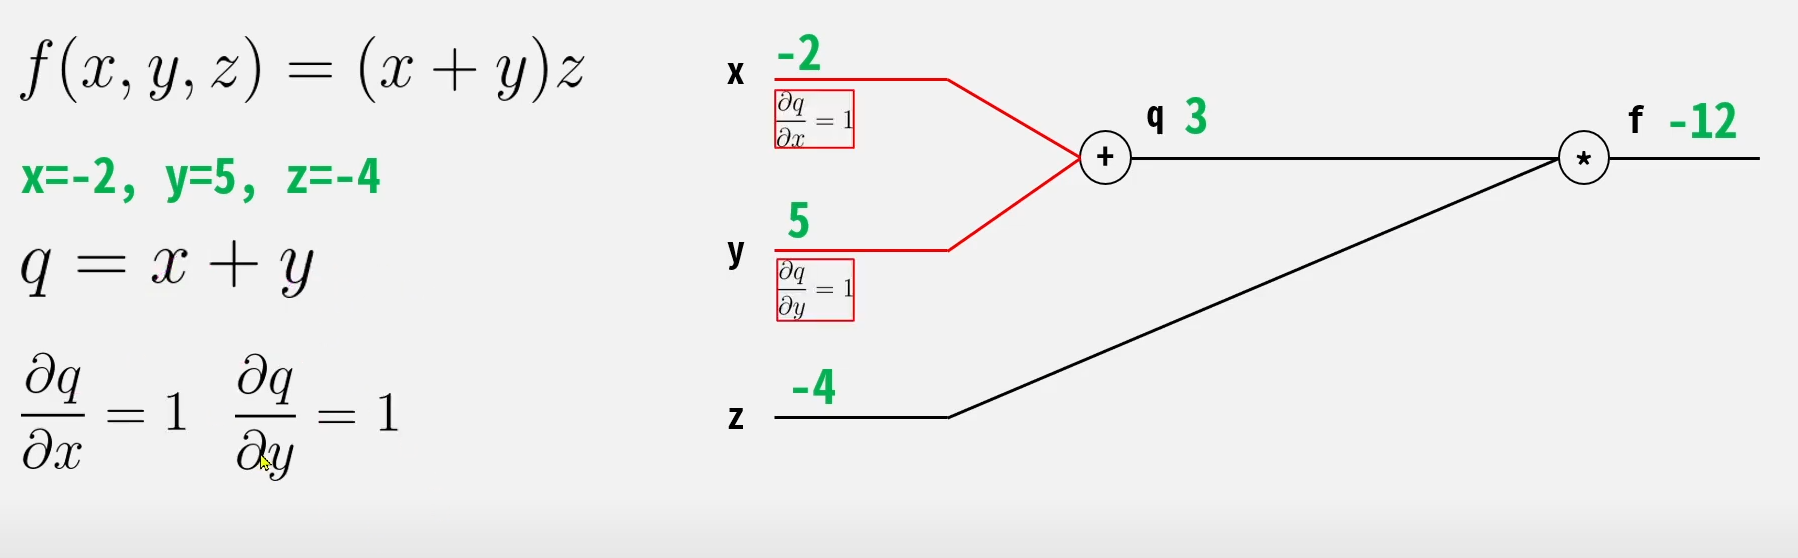 f(x, y, z) = (x + y)z
x=-2, y=5, z=-4
q = x + y
∂q/∂x = 1 ∂q/∂y = 1
x -2
∂q/∂x = 1
y 5
∂q/∂y = 1
z -4
+
q 3
*
f -12